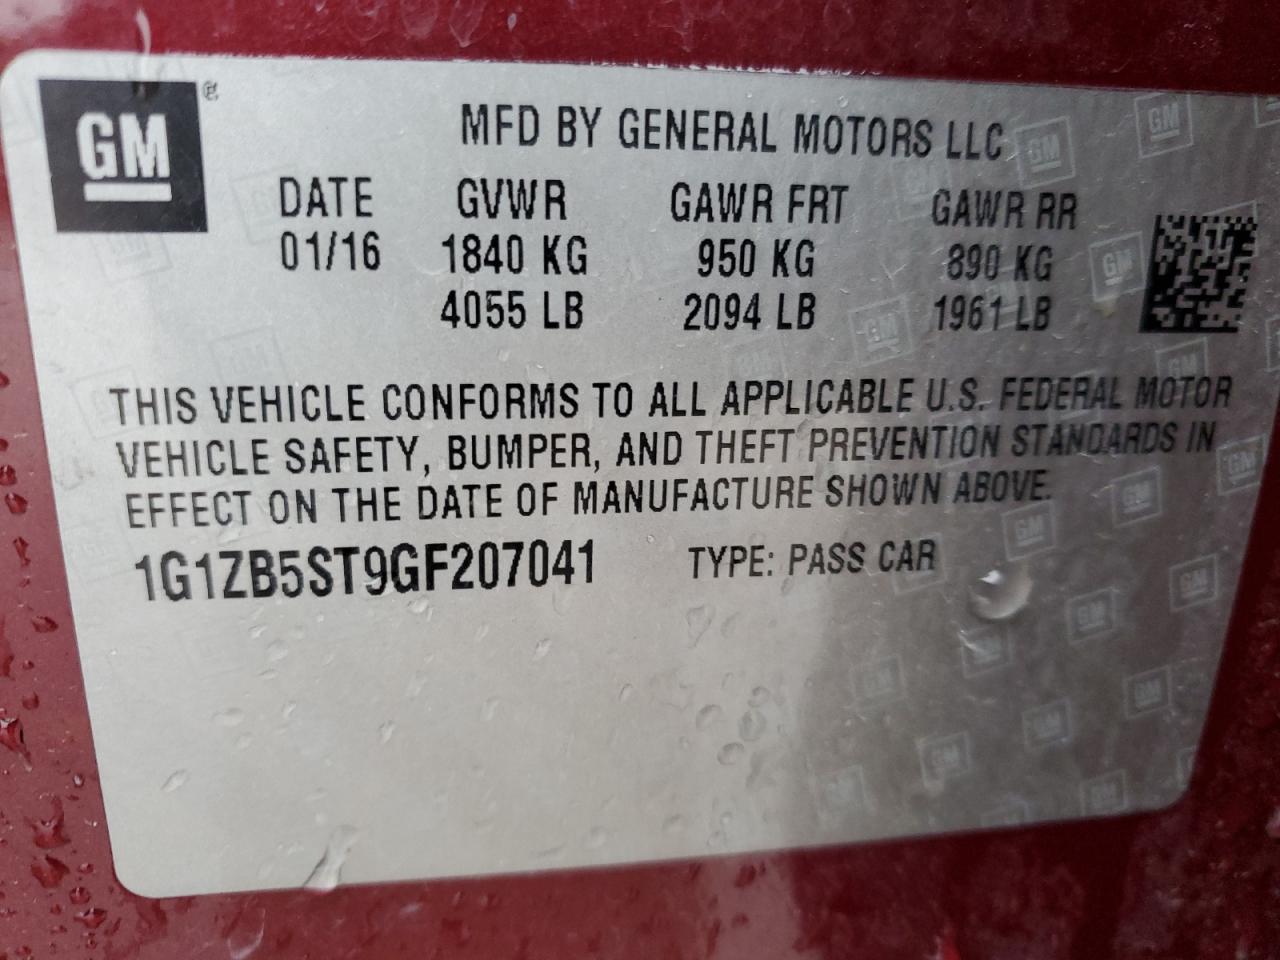 GM ®
MFD BY GENERAL MOTORS LLC
DATE GVWR GAWR FRT GAWR RR
01/16 1840 KG 950 KG 890 KG
4055 LB 2094 LB 1961 LB
THIS VEHICLE CONFORMS TO ALL APPLICABLE U.S. FEDERAL MOTOR
VEHICLE SAFETY, BUMPER, AND THEFT PREVENTION STANDARDS IN
EFFECT ON THE DATE OF MANUFACTURE SHOWN ABOVE.
1G1ZB5ST9GF207041 TYPE: PASS CAR